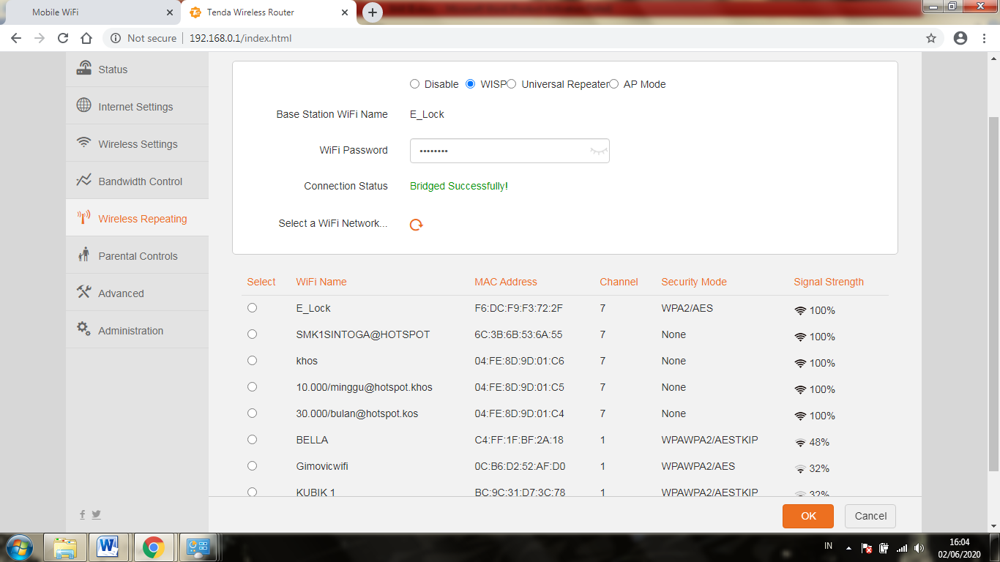 Mobile WiFi
Tenda Wireless Router
Not secure 192.168.0.1/index.html
Status
Internet Settings
Wireless Settings
Bandwidth Control
Wireless Repeating
Parental Controls
Advanced
Administration
Disable WISP Universal Repeater AP Mode
Base Station WiFi Name E_Lock
WiFi Password ••••••••
Connection Status Bridged Successfully!
Select a WiFi Network...
Select WiFi Name MAC Address Channel Security Mode Signal Strength
E_Lock F6:DC:F9:F3:72:2F 7 WPA2/AES 100%
SMK1SINTOGA@HOTSPOT 6C:3B:6B:53:6A:55 7 None 100%
khos 04:FE:8D:9D:01:C6 7 None 100%
10.000/minggu@hotspot.khos 04:FE:8D:9D:01:C5 7 None 100%
30.000/bulan@hotspot.kos 04:FE:8D:9D:01:C4 7 None 100%
BELLA C4:FF:1F:BF:2A:18 1 WPAWPA2/AESTKIP 48%
Gimovicwifi 0C:B6:D2:52:AF:D0 1 WPAWPA2/AES 32%
KUBIK 1 BC:9C:31:D7:3C:78 1 WPAWPA2/AESTKIP 32%
OK Cancel
IN 16:04
02/06/2020